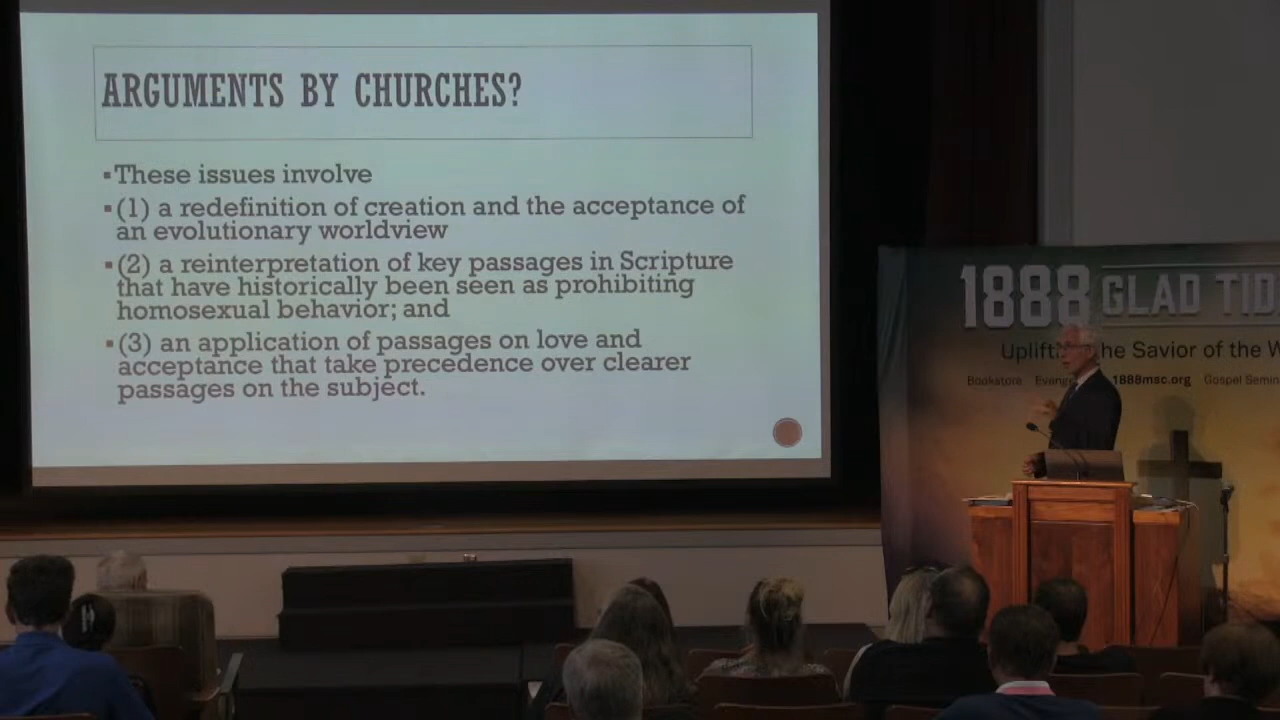 ARGUMENTS BY CHURCHES?
▪These issues involve
▪(1) a redefinition of creation and the acceptance of
an evolutionary worldview
▪(2) a reinterpretation of key passages in Scripture
that have historically been seen as prohibiting
homosexual behavior; and
▪(3) an application of passages on love and
acceptance that take precedence over clearer
passages on the subject.
1888 GLAD TID
Uplift he Savior of the W
Bookstore Evange 1888msc.org Gospel Semin